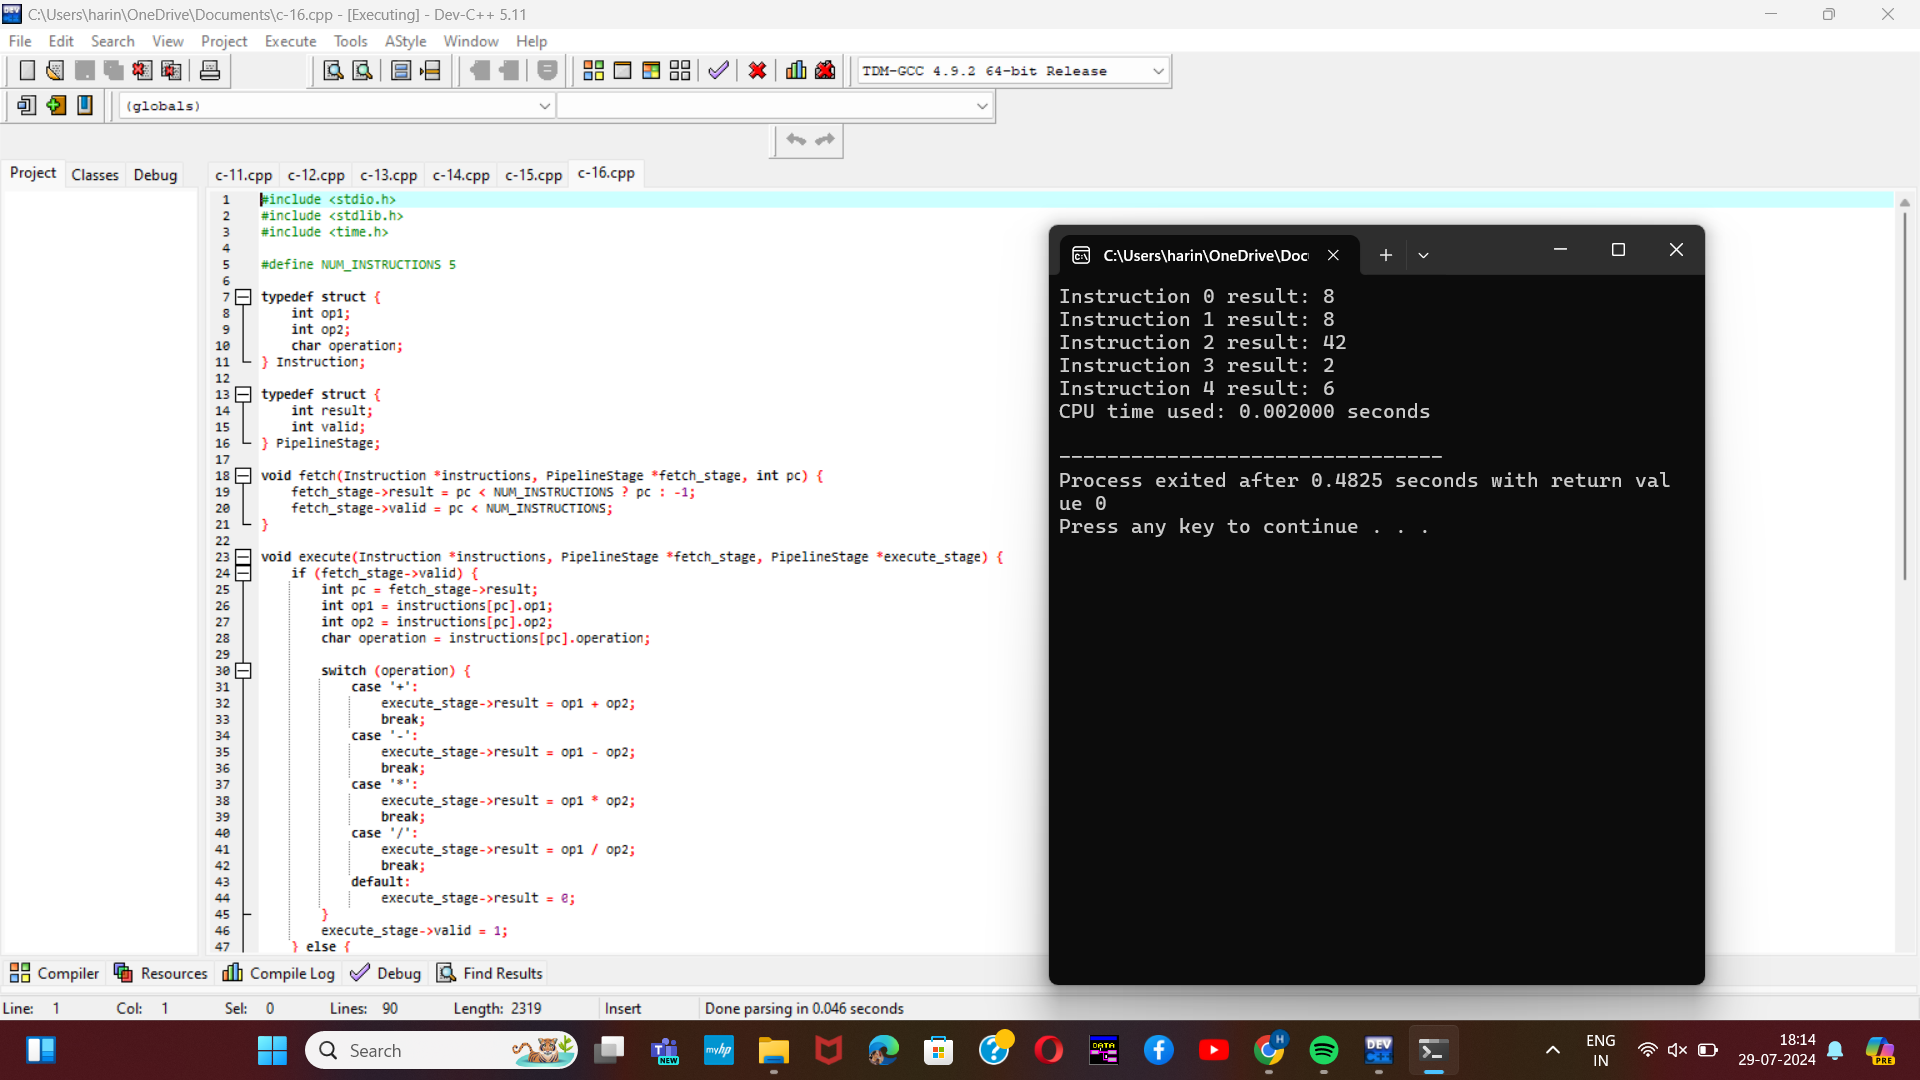 C:\Users\harin\OneDrive\Documents\c-16.cpp - [Executing] - Dev-C++ 5.11
File Edit Search View Project Execute Tools AStyle Window Help
TDM-GCC 4.9.2 64-bit Release
(globals)
Project Classes Debug
c-11.cpp c-12.cpp c-13.cpp c-14.cpp c-15.cpp c-16.cpp
1 #include <stdio.h>
2 #include <stdlib.h>
3 #include <time.h>
4
5 #define NUM_INSTRUCTIONS 5
6
7 typedef struct {
8 int op1;
9 int op2;
10 char operation;
11 } Instruction;
12
13 typedef struct {
14 int result;
15 int valid;
16 } PipelineStage;
17
18 void fetch(Instruction *instructions, PipelineStage *fetch_stage, int pc) {
19 fetch_stage->result = pc < NUM_INSTRUCTIONS ? pc : -1;
20 fetch_stage->valid = pc < NUM_INSTRUCTIONS;
21 }
22
23 void execute(Instruction *instructions, PipelineStage *fetch_stage, PipelineStage *execute_stage) {
24 if (fetch_stage->valid) {
25 int pc = fetch_stage->result;
26 int op1 = instructions[pc].op1;
27 int op2 = instructions[pc].op2;
28 char operation = instructions[pc].operation;
29
30 switch (operation) {
31 case '+':
32 execute_stage->result = op1 + op2;
33 break;
34 case '-':
35 execute_stage->result = op1 - op2;
36 break;
37 case '*':
38 execute_stage->result = op1 * op2;
39 break;
40 case '/':
41 execute_stage->result = op1 / op2;
42 break;
43 default:
44 execute_stage->result = 0;
45 }
46 execute_stage->valid = 1;
47 } else {
C:\Users\harin\OneDrive\Doc
Instruction 0 result: 8
Instruction 1 result: 8
Instruction 2 result: 42
Instruction 3 result: 2
Instruction 4 result: 6
CPU time used: 0.002000 seconds
--------------------------------
Process exited after 0.4825 seconds with return val
ue 0
Press any key to continue . . .
Compiler Resources Compile Log Debug Find Results
Line: 1 Col: 1 Sel: 0 Lines: 90 Length: 2319 Insert Done parsing in 0.046 seconds
Search
NEW
myhp
DATA
H
DEV
ENG
IN
18:14
29-07-2024
PRE